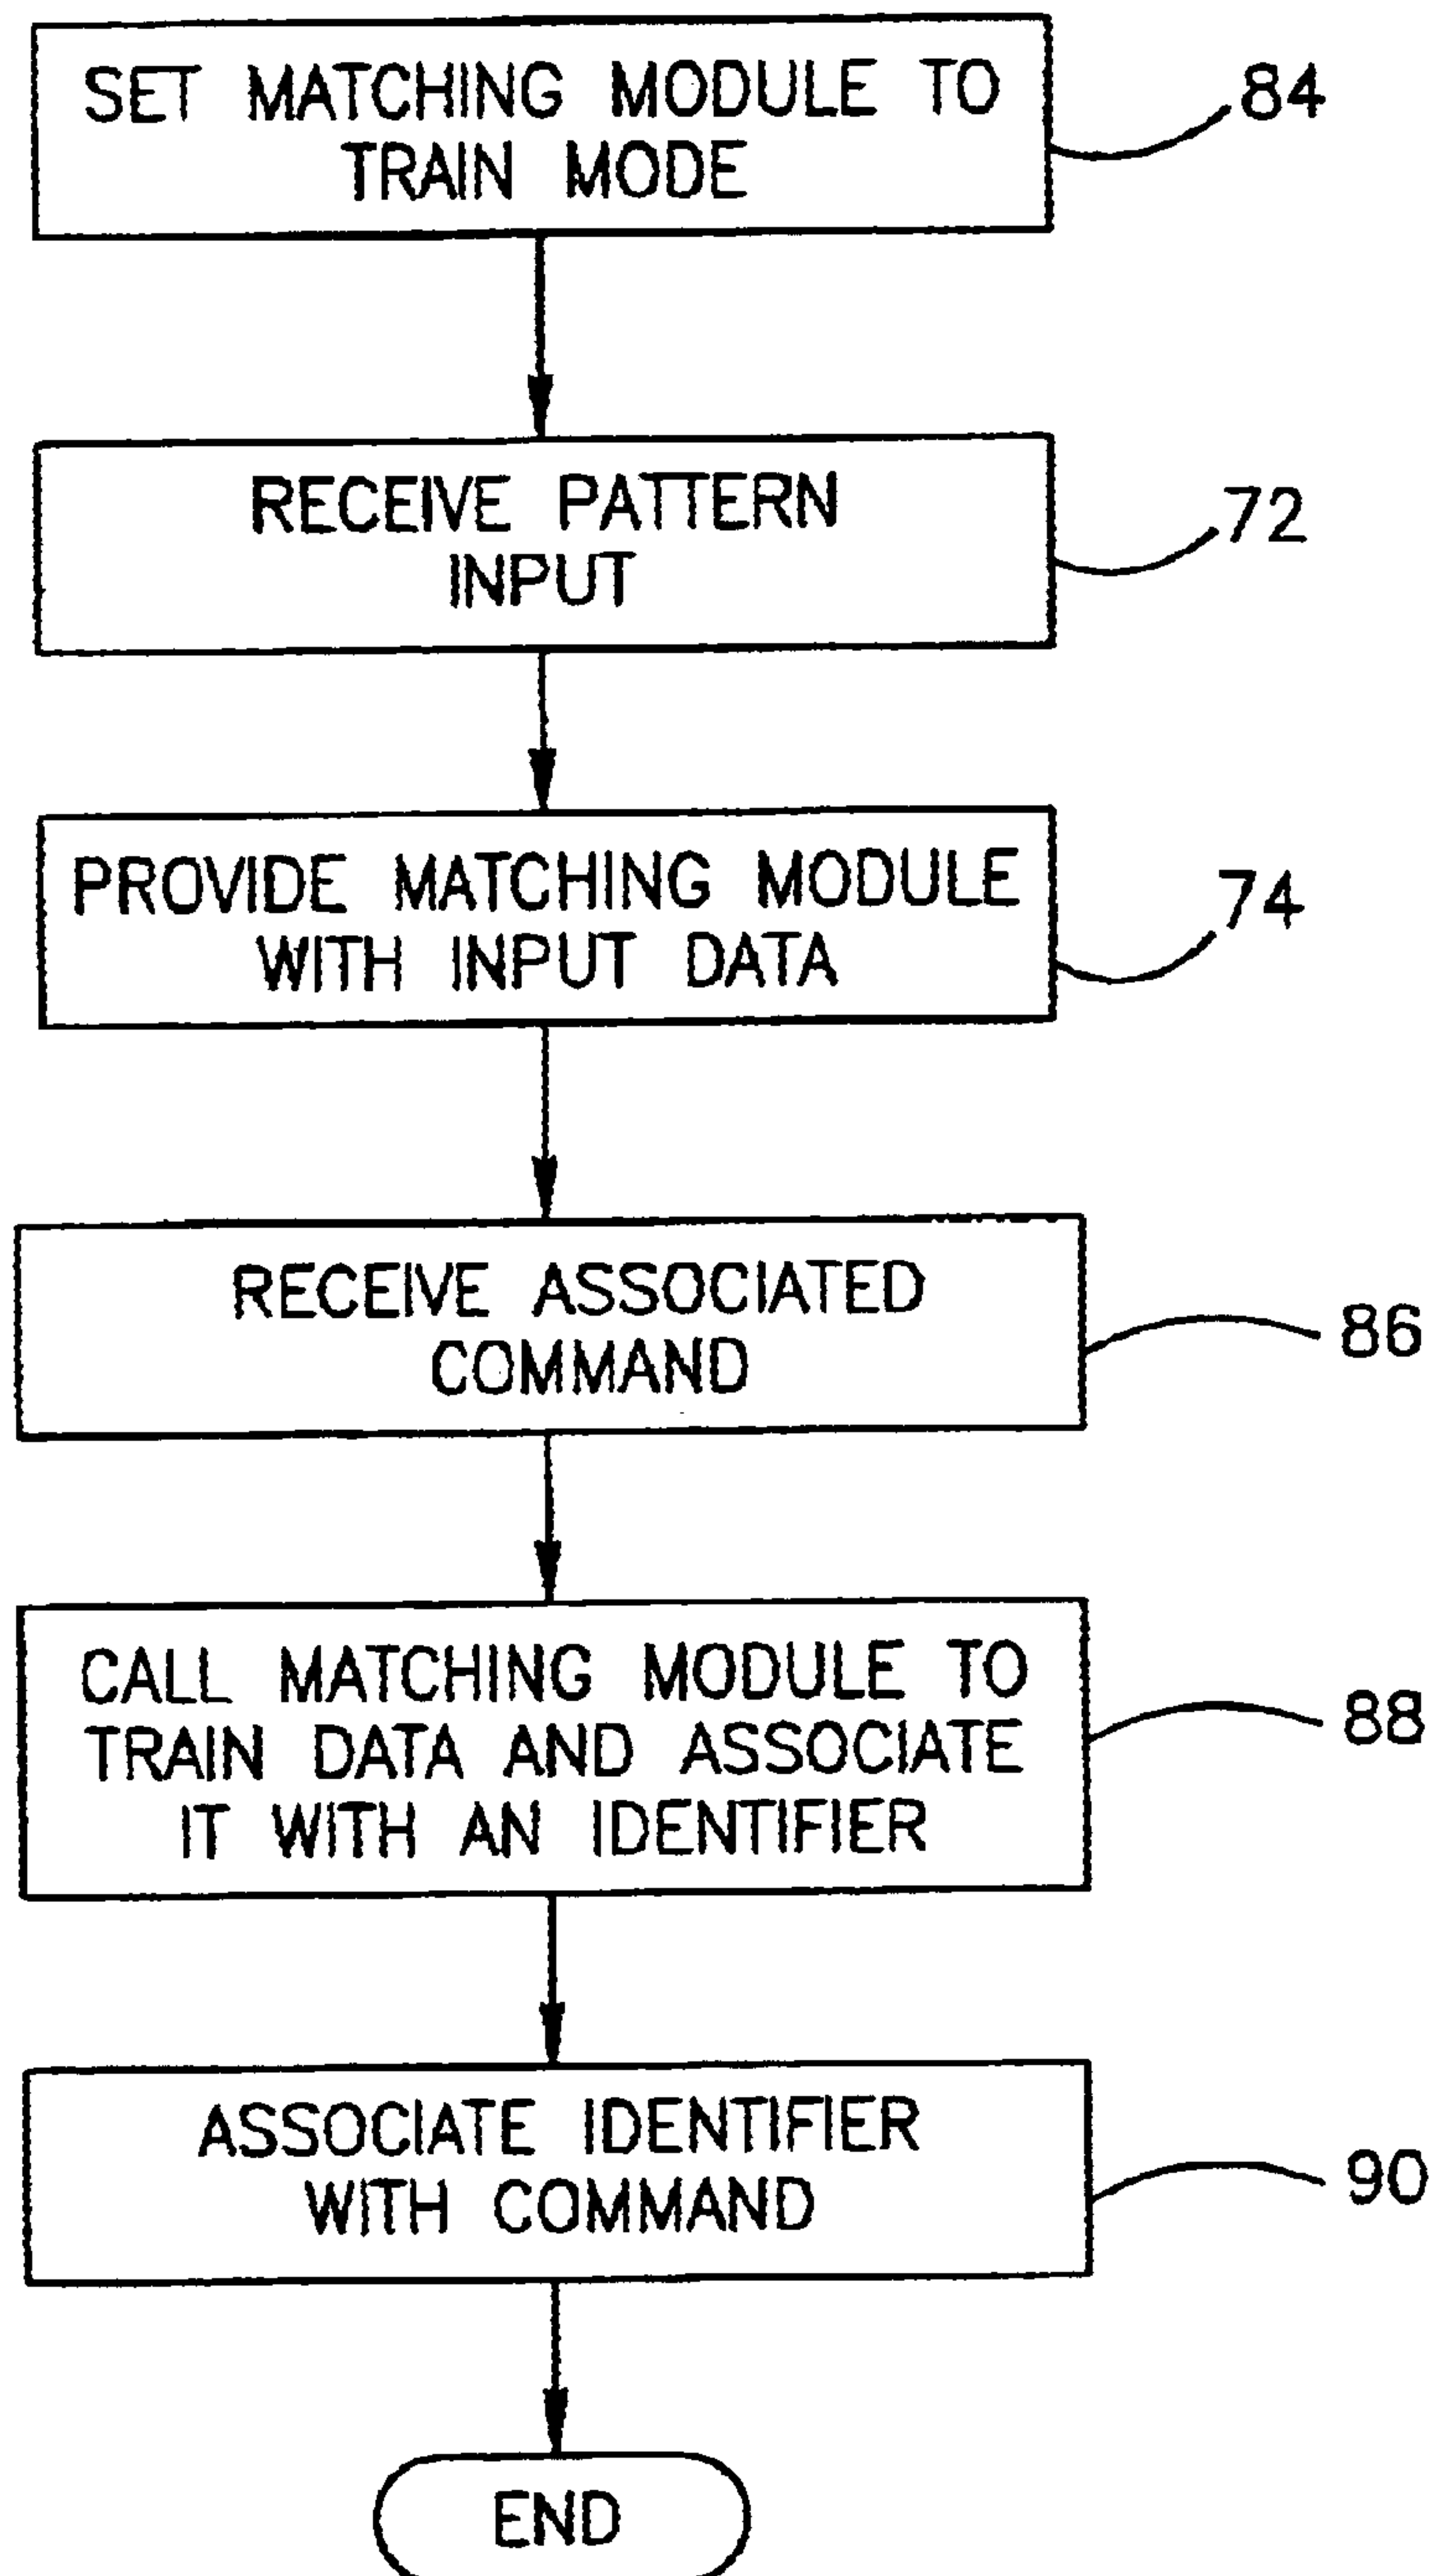 SET MATCHING MODULE TO
TRAIN MODE
84
RECEIVE PATTERN
INPUT
72
PROVIDE MATCHING MODULE
WITH INPUT DATA
74
RECEIVE ASSOCIATED
COMMAND
86
CALL MATCHING MODULE TO
TRAIN DATA AND ASSOCIATE
IT WITH AN IDENTIFIER
88
ASSOCIATE IDENTIFIER
WITH COMMAND
90
END